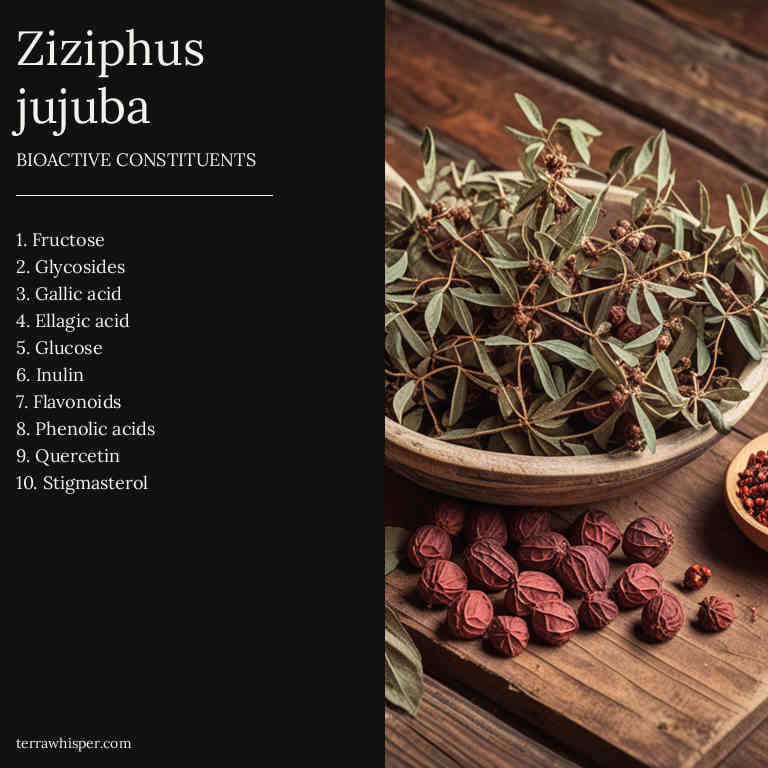 Ziziphus
jujuba
BIOACTIVE CONSTITUENTS
1. Fructose
2. Glycosides
3. Gallic acid
4. Ellagic acid
5. Glucose
6. Inulin
7. Flavonoids
8. Phenolic acids
9. Quercetin
10. Stigmasterol
terrawhisper.com